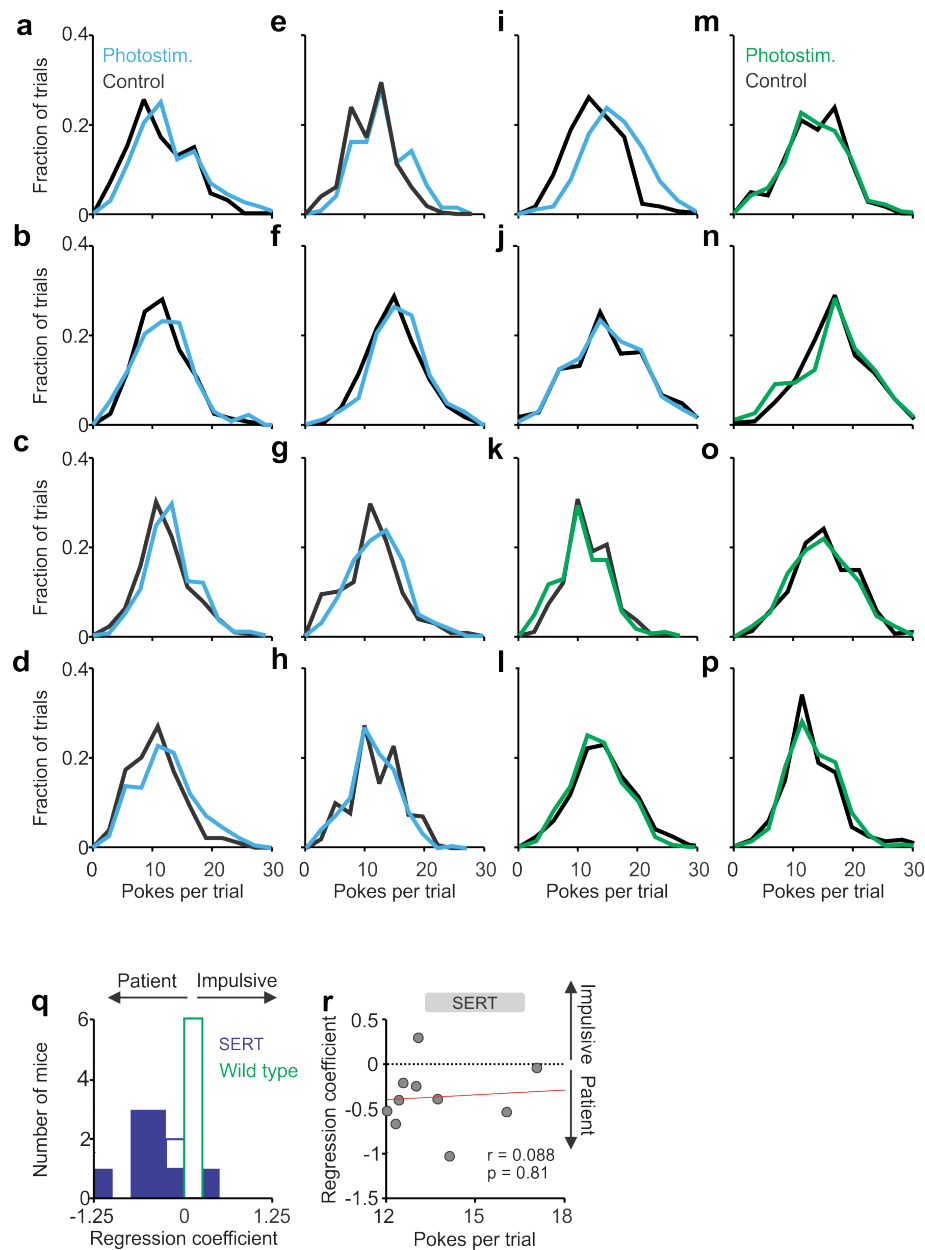 a
e
i
m
0.4
Photostim.
Control
Photostim.
Control
0.2
Fraction of trials
0
b
f
j
n
0.4
0.2
Fraction of trials
0
c
g
k
o
0.4
0.2
Fraction of trials
0
d
h
l
p
0.4
0.2
Fraction of trials
0
0 10 20 30
0 10 20 30
0 10 20 30
0 10 20 30
Pokes per trial
Pokes per trial
Pokes per trial
Pokes per trial
q
Patient
Impulsive
6
4
2
0
Number of mice
SERT
Wild type
-1.25 0 1.25
Regression coefficient
r
SERT
0.5
0
-0.5
-1
-1.5
Regression coefficient
Impulsive
Patient
r = 0.088
p = 0.81
12 15 18
Pokes per trial